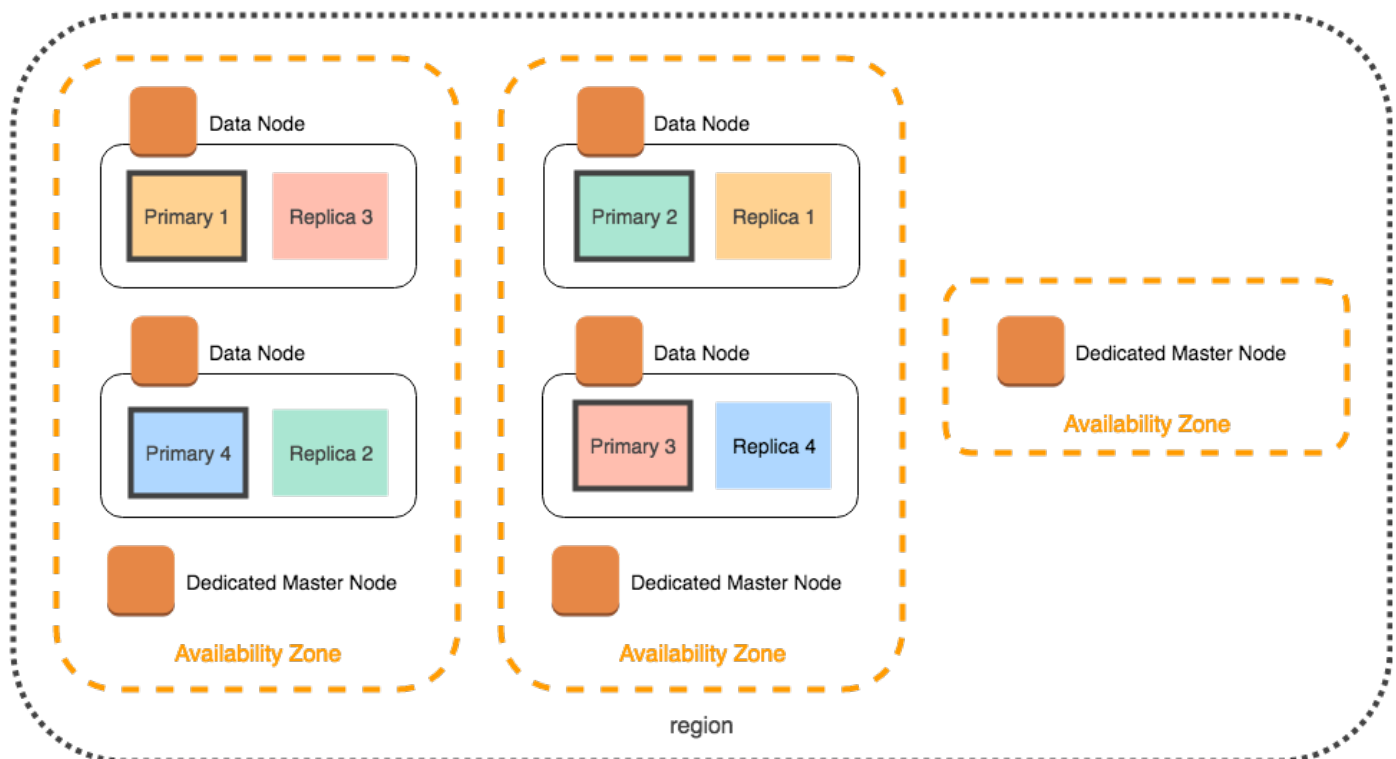 Data Node
Primary 1
Replica 3
Data Node
Primary 4
Replica 2
Dedicated Master Node
Availability Zone
Data Node
Primary 2
Replica 1
Data Node
Primary 3
Replica 4
Dedicated Master Node
Availability Zone
Dedicated Master Node
Availability Zone
region